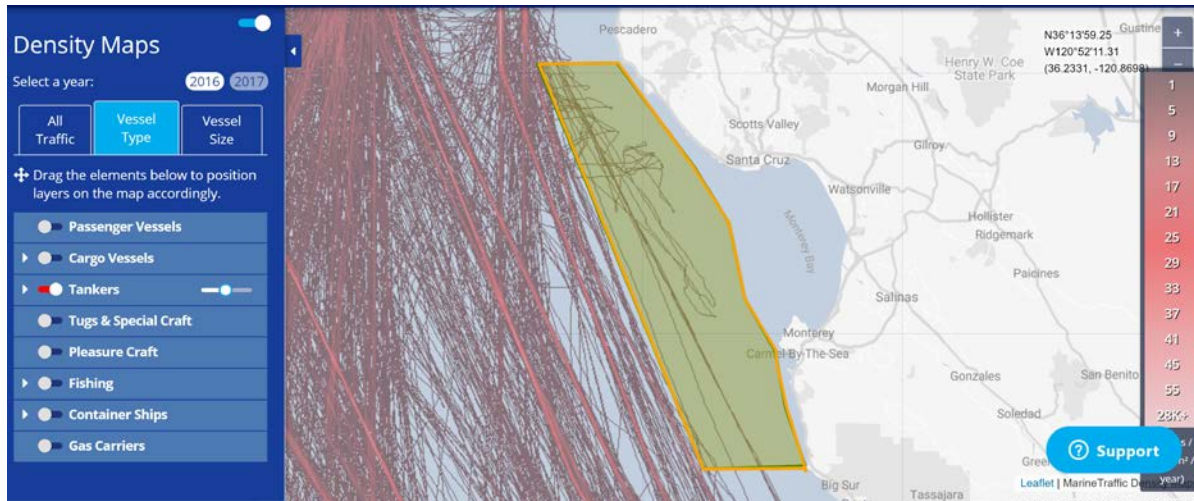 Density Maps
Select a year:
2016
2017
All
Traffic
Vessel
Type
Vessel
Size
Drag the elements below to position
layers on the map accordingly.
Passenger Vessels
Cargo Vessels
Tankers
Tugs & Special Craft
Pleasure Craft
Fishing
Container Ships
Gas Carriers
Pescadero
N36°13'59.25
W120°52'11.31
(36.2331, -120.8698)
Gustine
Henry W. Coe
State Park
Morgan Hill
Scotts Valley
Gilroy
Santa Cruz
Watsonville
Hollister
Ridgemark
Monterey Bay
Paicines
Salinas
Monterey
Carmel-By-The-Sea
Gonzales
San Benito
Soledad
Big Sur
Tassajara
+
−
1
5
9
13
17
21
25
29
33
37
41
45
55
28K+
year)
Support
Leaflet | MarineTraffic